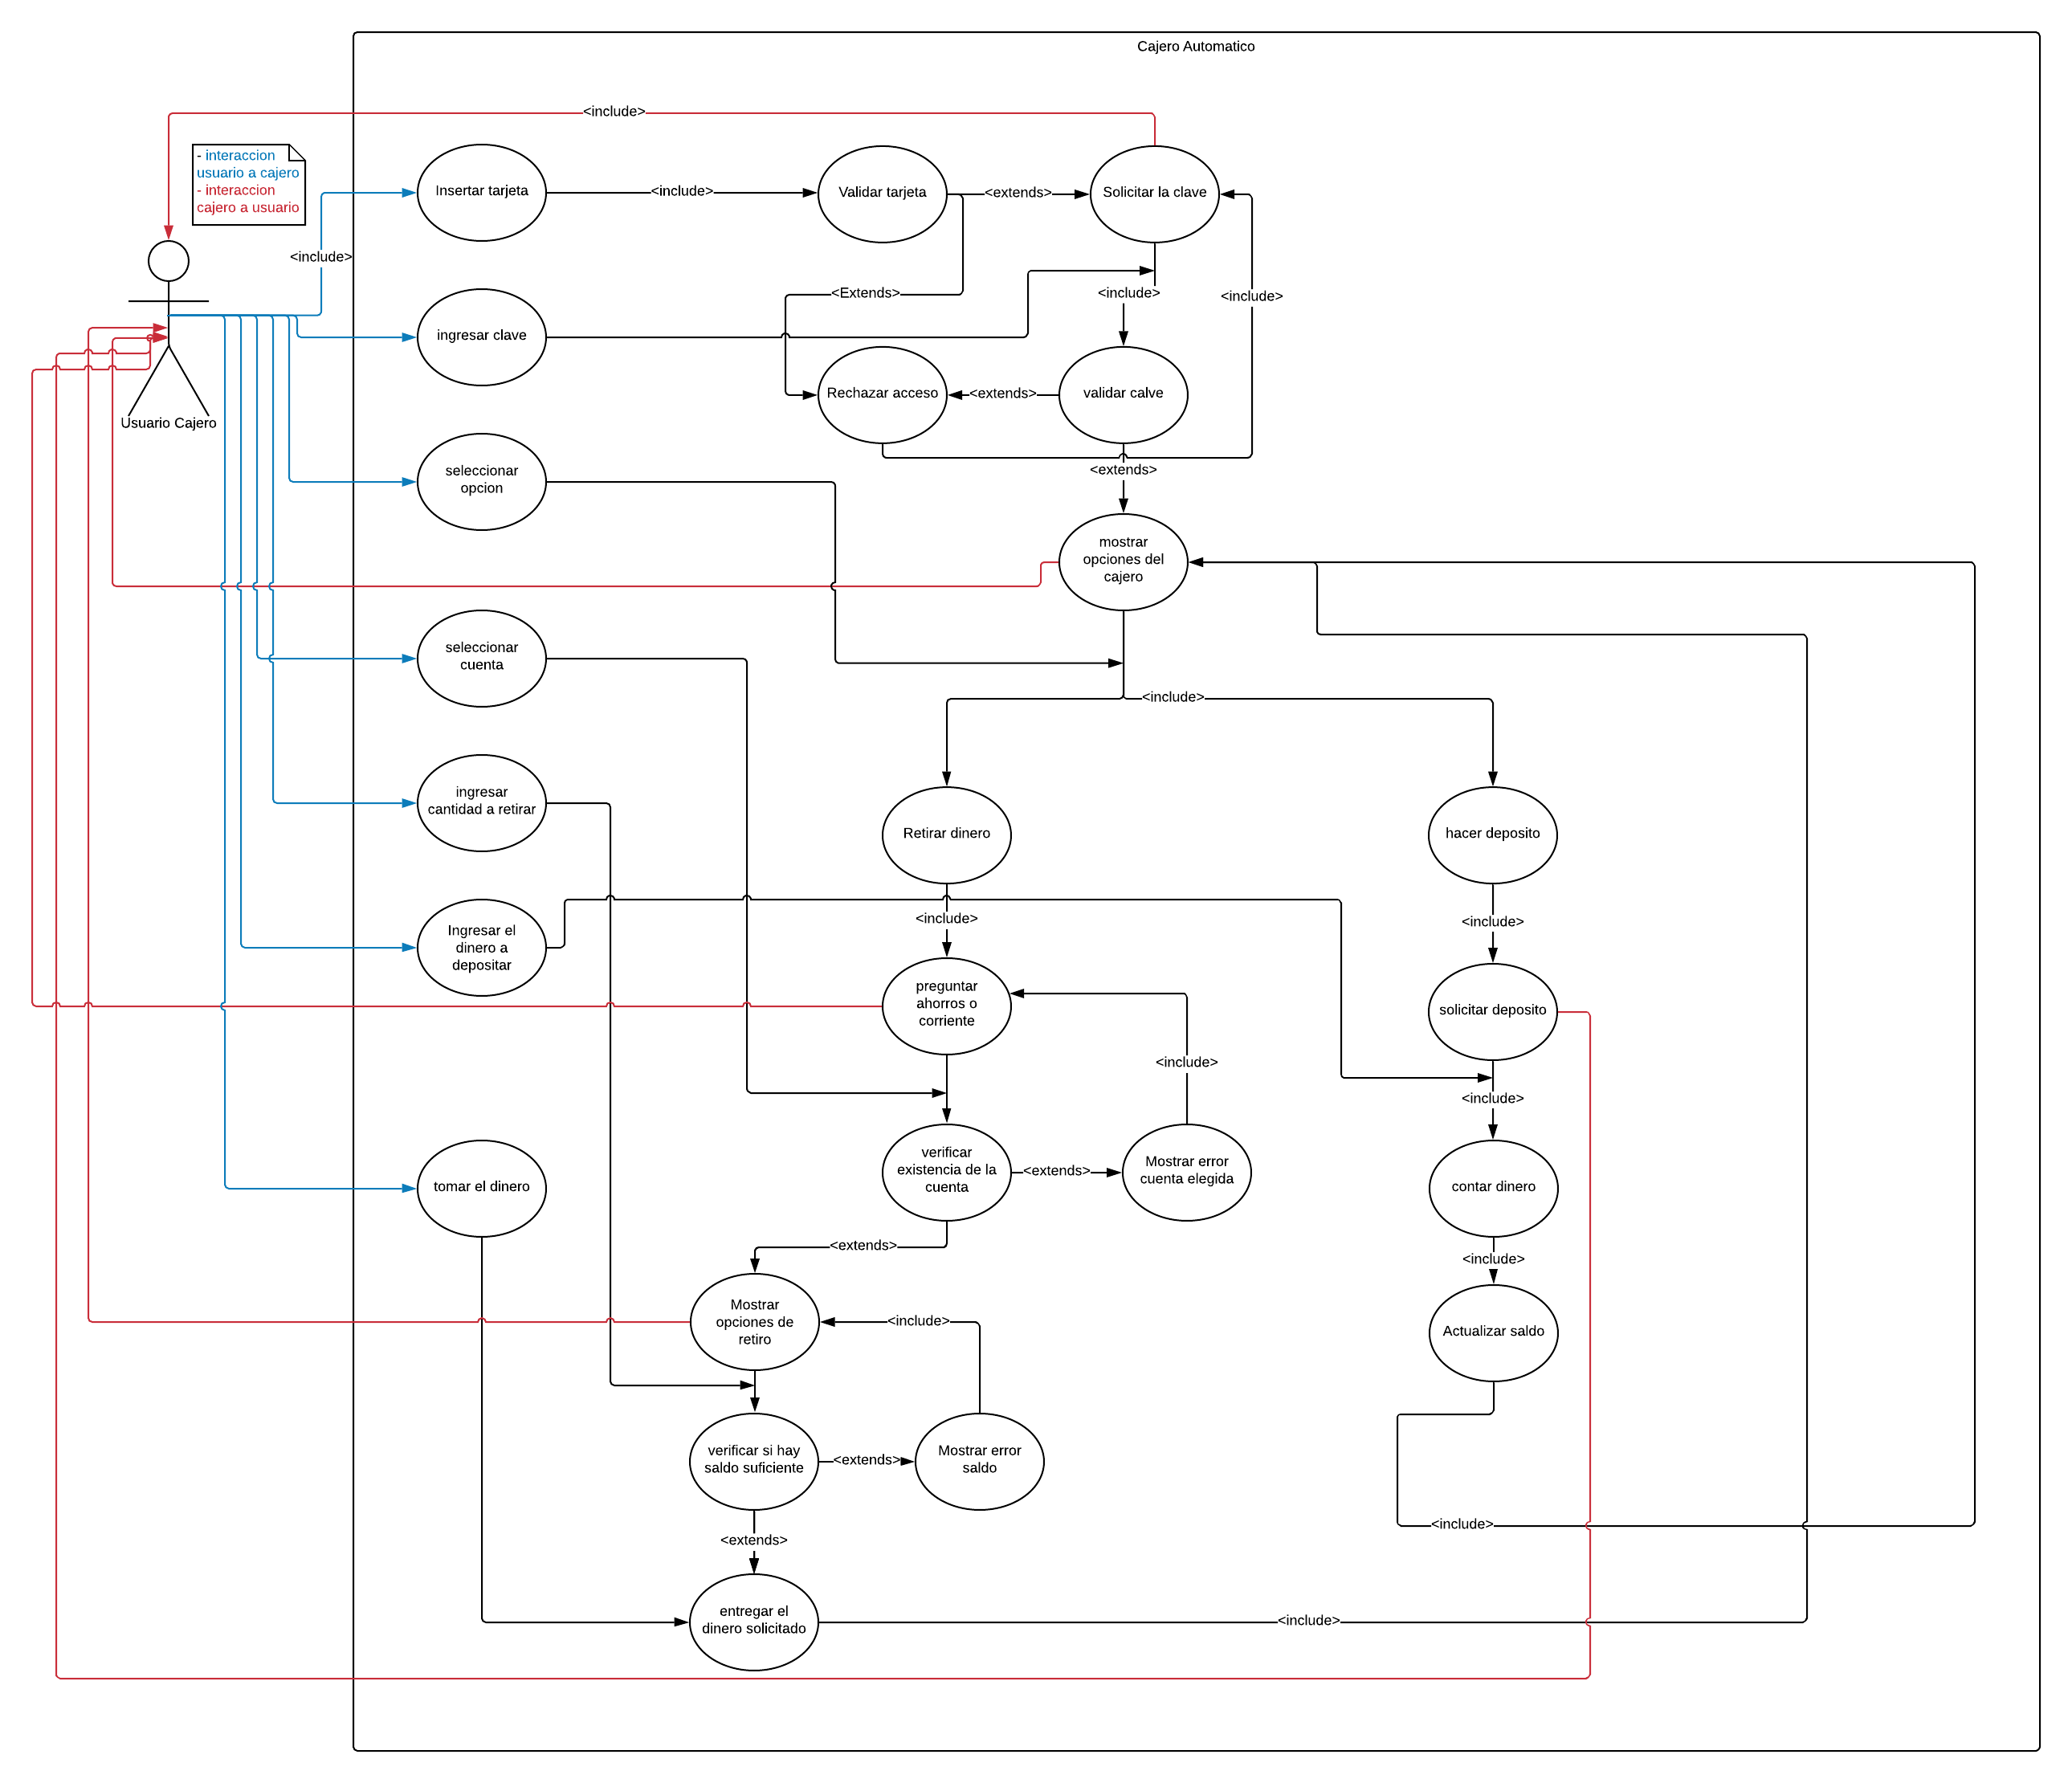 Cajero Automatico
<include>
- interaccion
usuario a cajero
- interaccion
cajero a usuario
Insertar tarjeta
<include>
Validar tarjeta
<extends>
Solicitar la clave
<include>
<Extends>
<include>
<include>
ingresar clave
Rechazar acceso
<extends>
validar calve
Usuario Cajero
<extends>
seleccionar
opcion
mostrar
opciones del
cajero
seleccionar
cuenta
<include>
ingresar
cantidad a retirar
Retirar dinero
hacer deposito
<include>
<include>
Ingresar el
dinero a
depositar
preguntar
ahorros o
corriente
solicitar deposito
<include>
<include>
verificar
existencia de la
cuenta
<extends>
Mostrar error
cuenta elegida
tomar el dinero
contar dinero
<extends>
<include>
Mostrar
opciones de
retiro
<include>
Actualizar saldo
verificar si hay
saldo suficiente
<extends>
Mostrar error
saldo
<include>
<extends>
entregar el
dinero solicitado
<include>